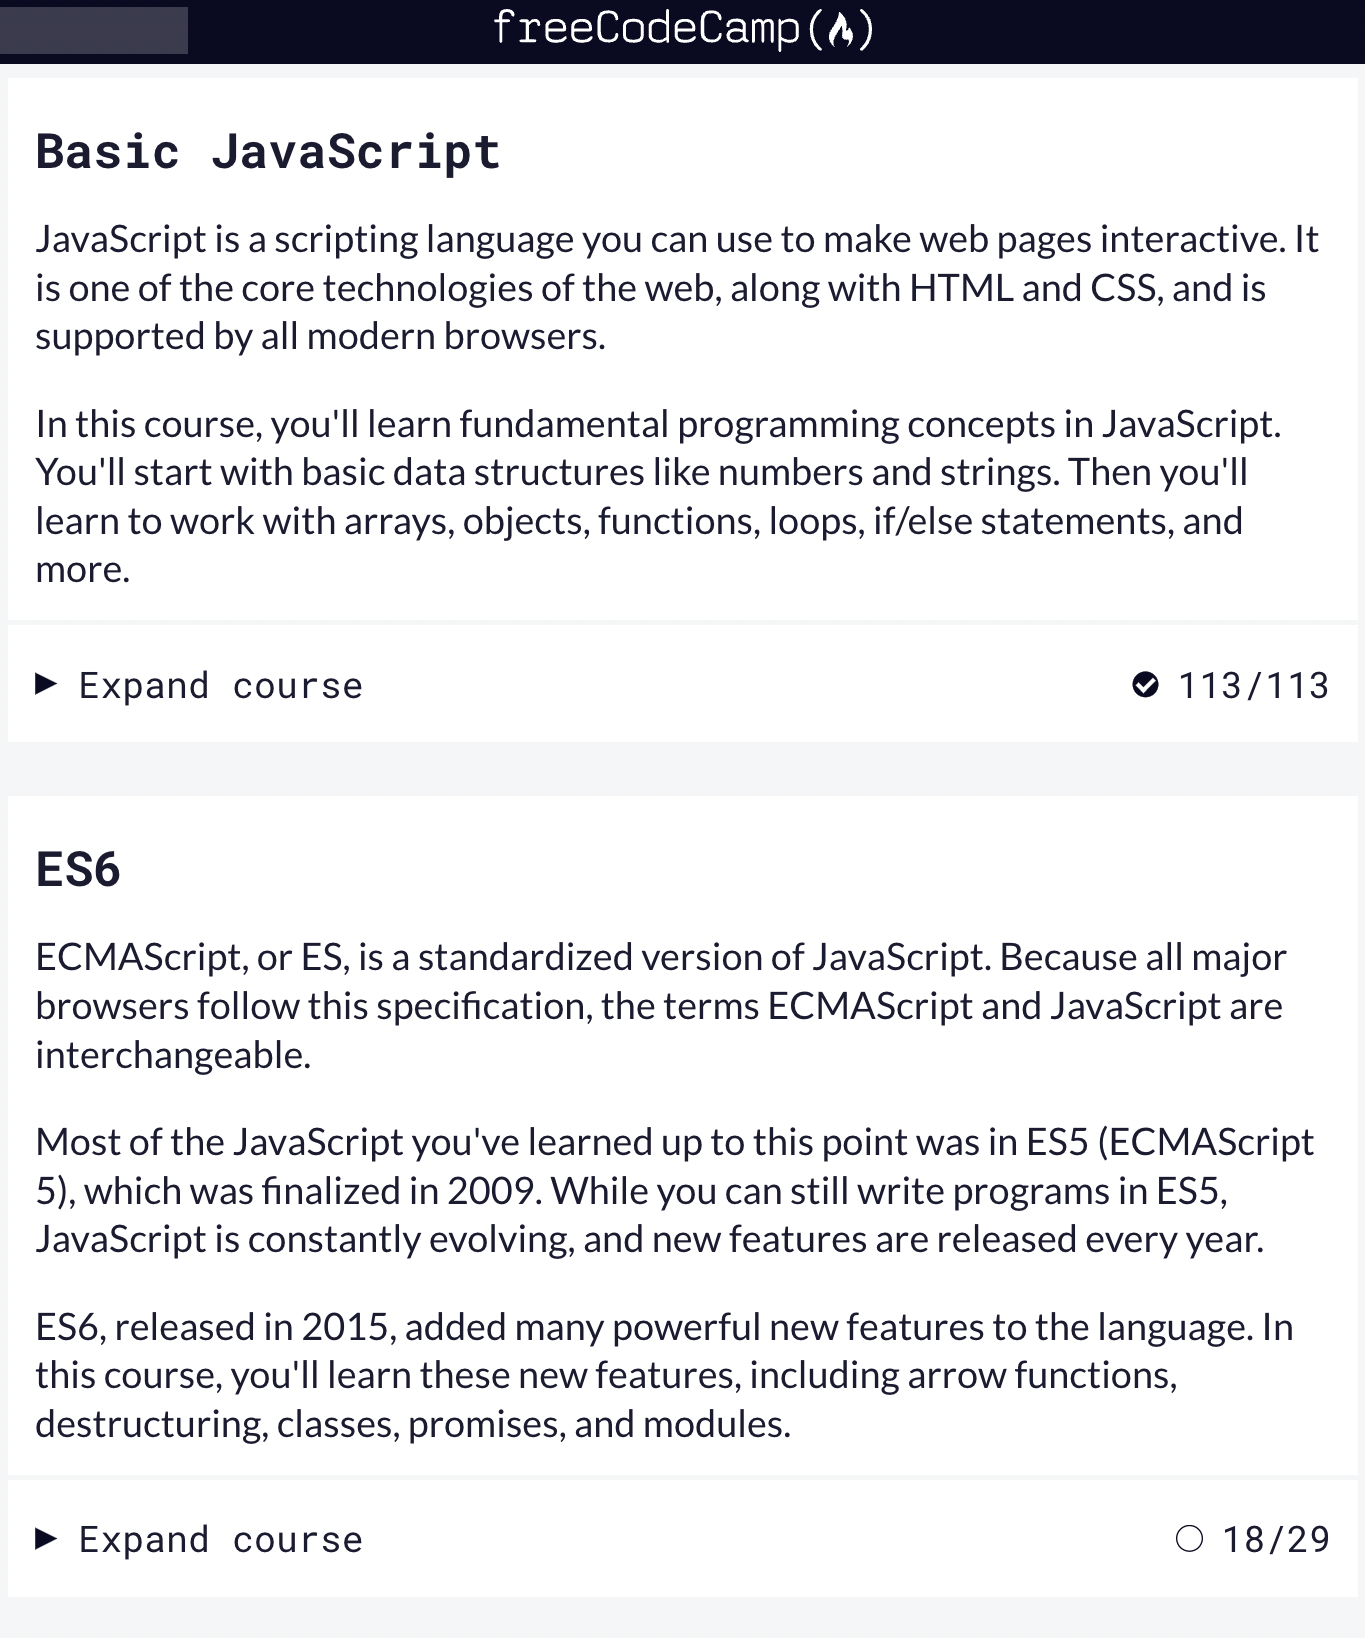 freeCodeCamp
Basic JavaScript
JavaScript is a scripting language you can use to make web pages interactive. It
is one of the core technologies of the web, along with HTML and CSS, and is
supported by all modern browsers.
In this course, you'll learn fundamental programming concepts in JavaScript.
You'll start with basic data structures like numbers and strings. Then you'll
learn to work with arrays, objects, functions, loops, if/else statements, and
more.
Expand course 113/113
ES6
ECMAScript, or ES, is a standardized version of JavaScript. Because all major
browsers follow this specification, the terms ECMAScript and JavaScript are
interchangeable.
Most of the JavaScript you've learned up to this point was in ES5 (ECMAScript
5), which was finalized in 2009. While you can still write programs in ES5,
JavaScript is constantly evolving, and new features are released every year.
ES6, released in 2015, added many powerful new features to the language. In
this course, you'll learn these new features, including arrow functions,
destructuring, classes, promises, and modules.
Expand course 18/29